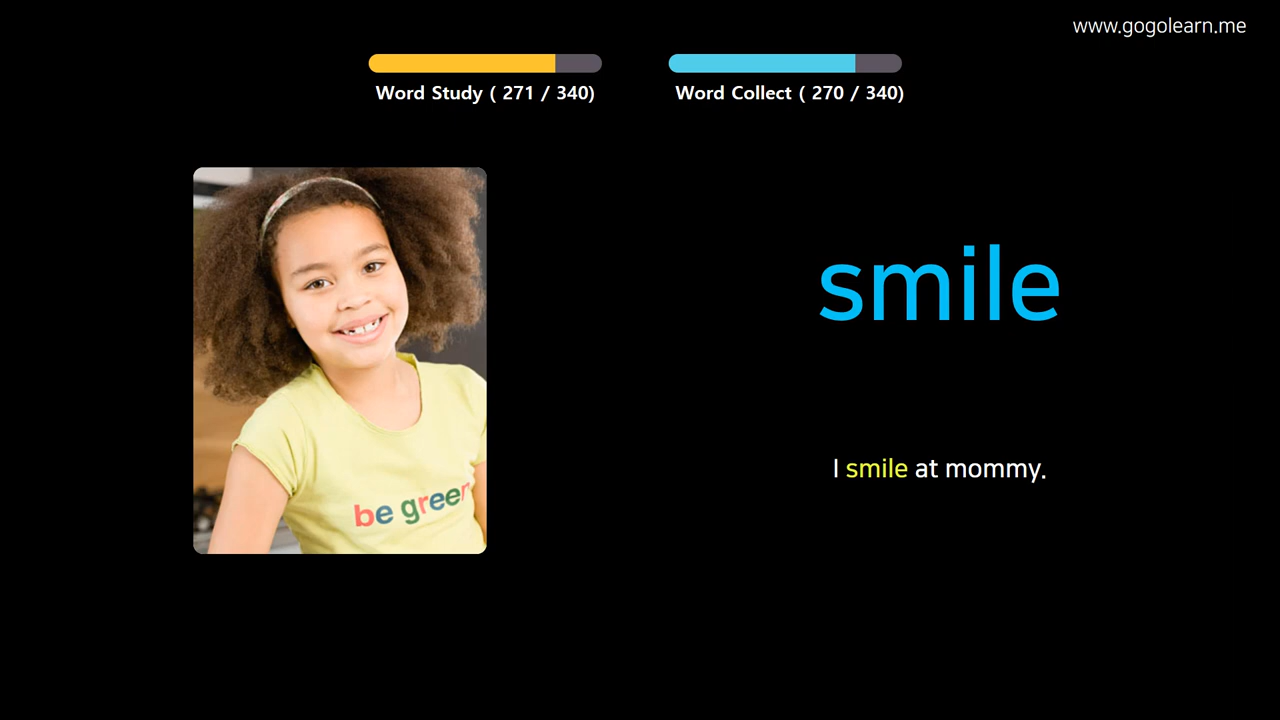 www.gogolearn.me
Word Study ( 271 / 340)
Word Collect ( 270 / 340)
smile
I smile at mommy.
be green